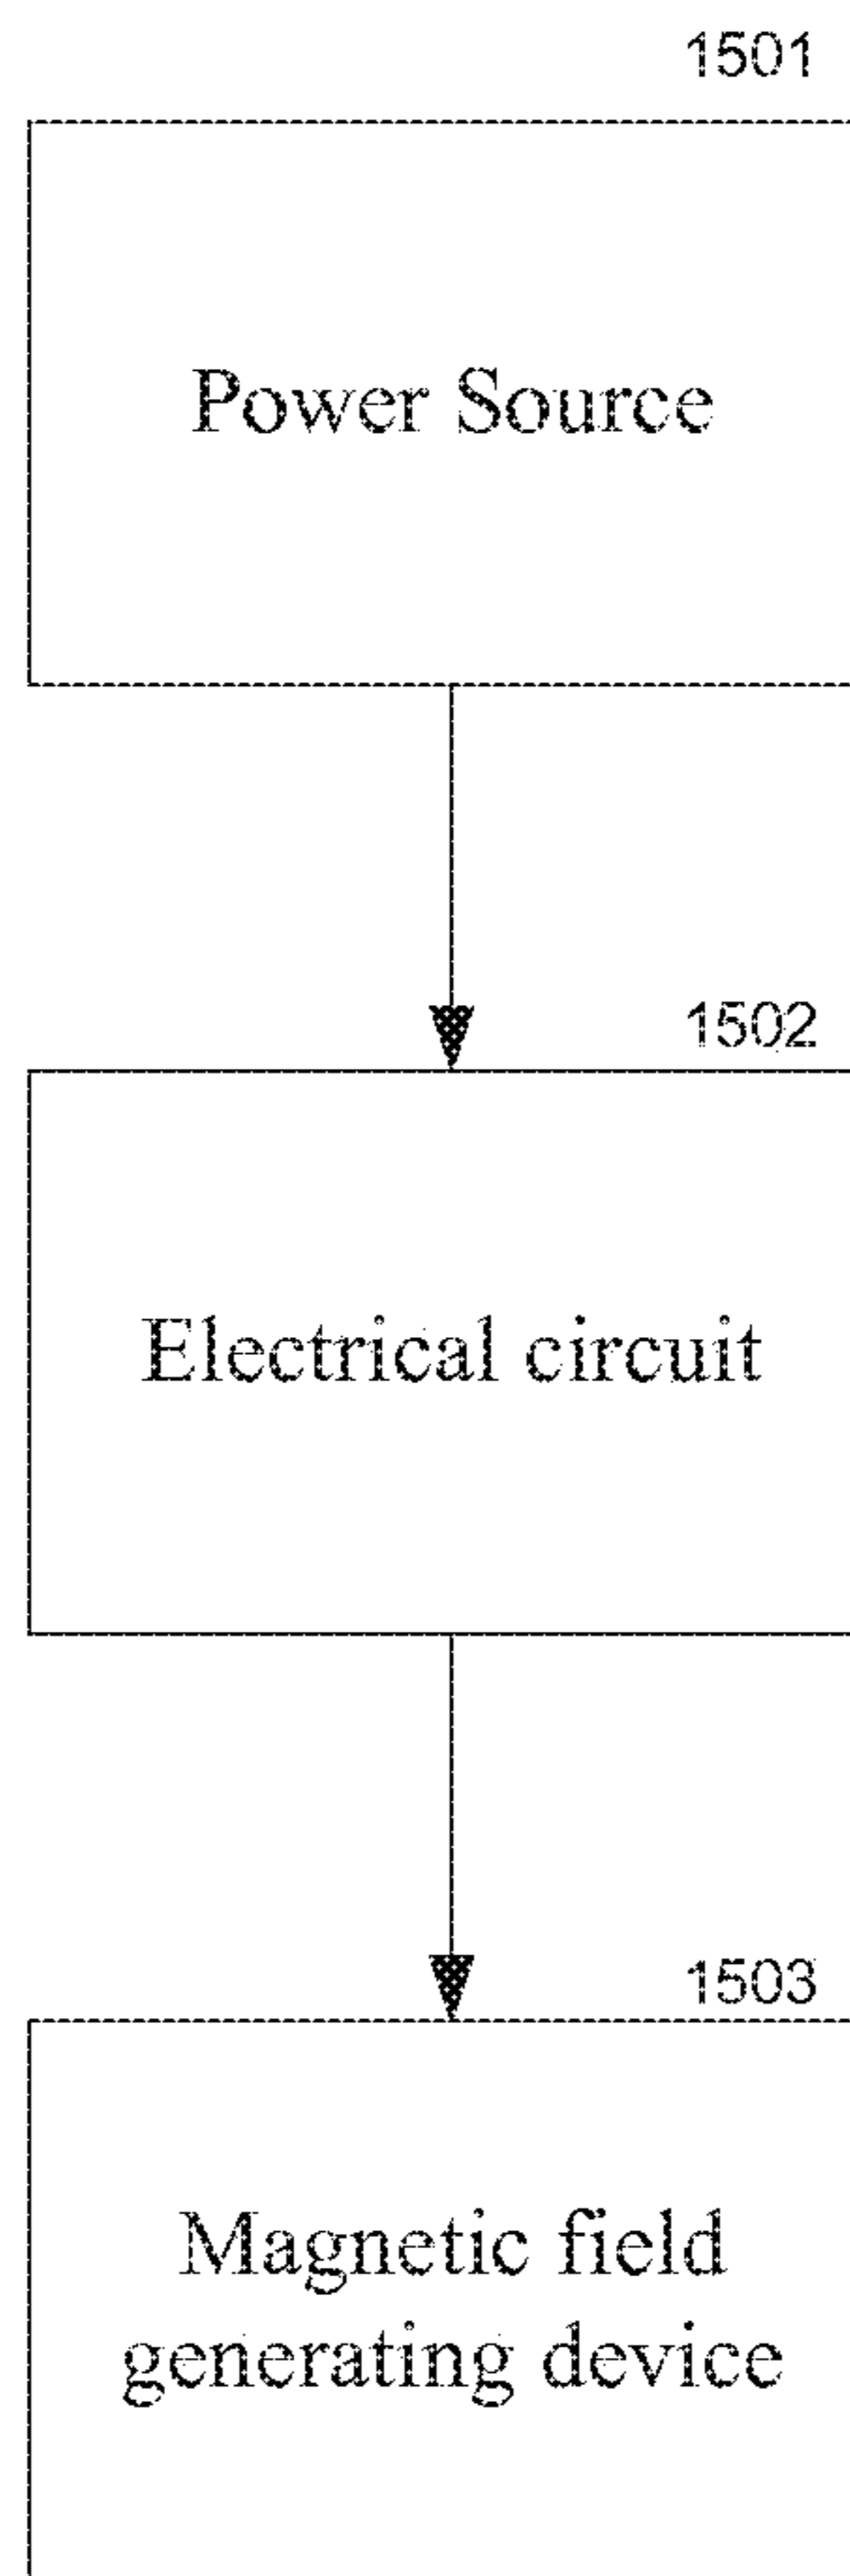 1501
Power Source
1502
Electrical circuit
1503
Magnetic field
generating device